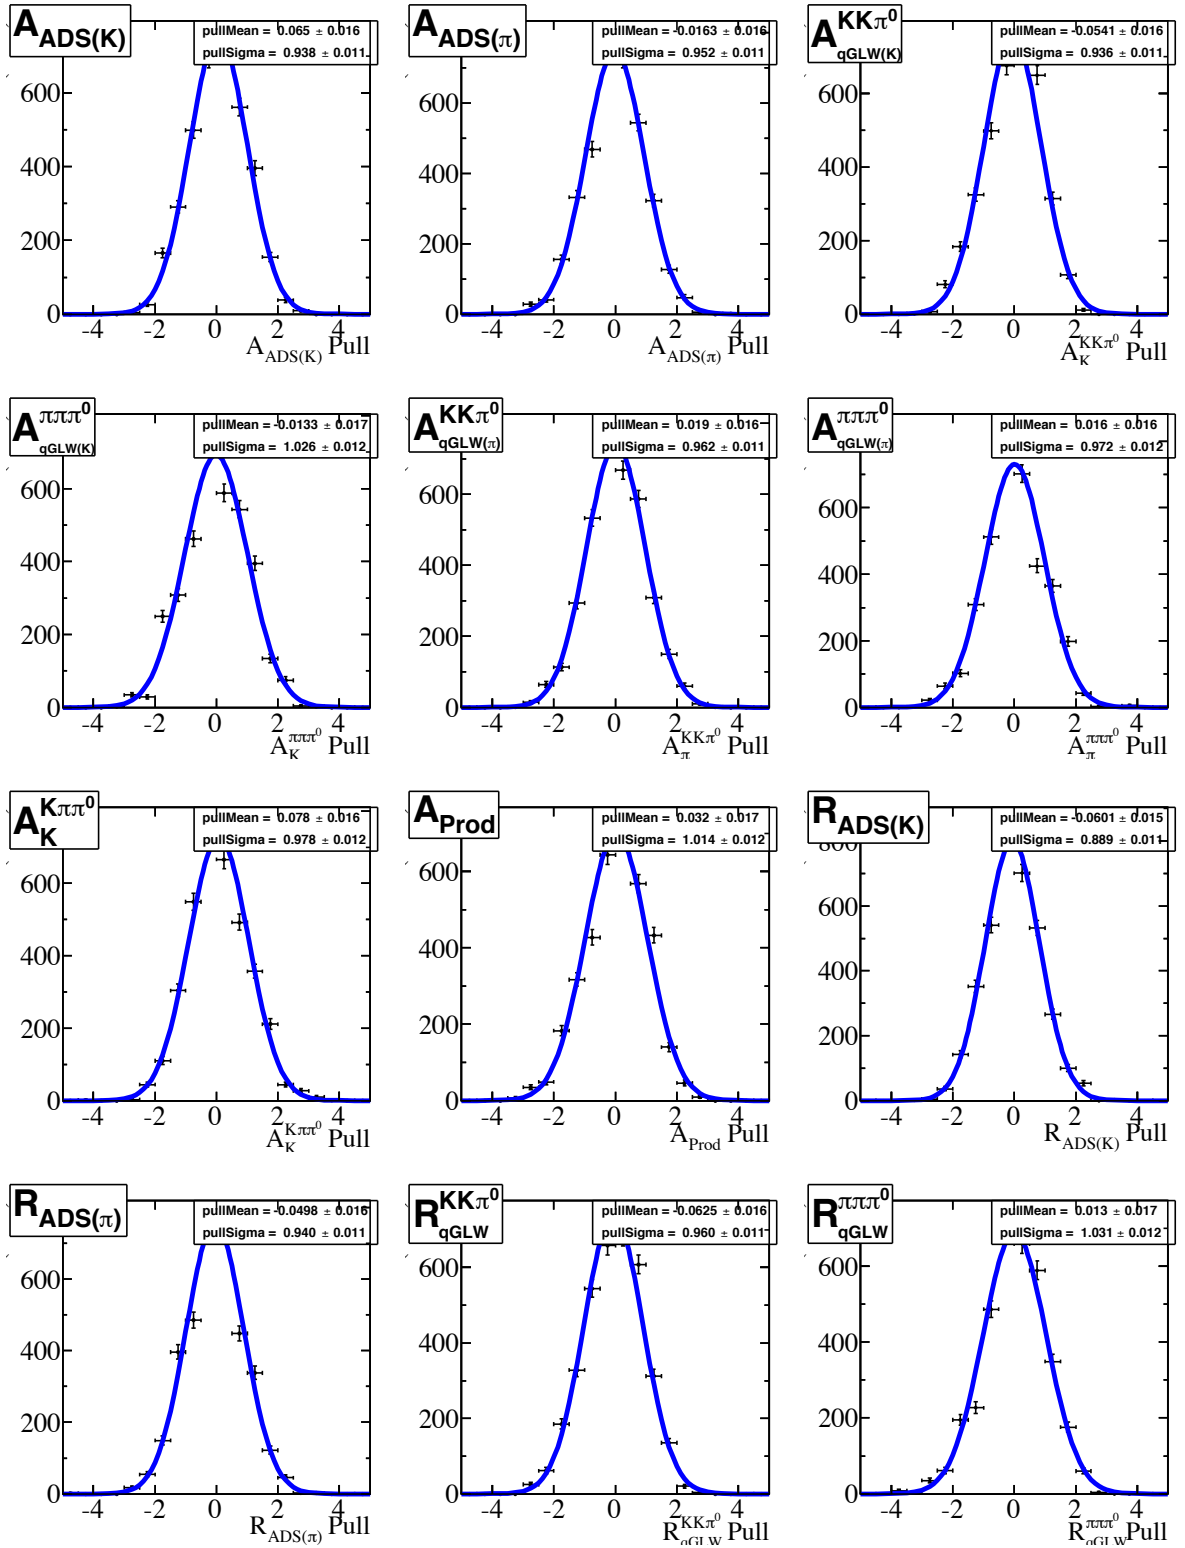 A_ADS(K)
pullMean = 0.065 ± 0.016
pullSigma = 0.938 ± 0.011
600
400
200
0
-4 -2 0 2 4
A_ADS(K) Pull
A_ADS(π)
pullMean = -0.0163 ± 0.016
pullSigma = 0.952 ± 0.011
600
400
200
0
-4 -2 0 2 4
A_ADS(π) Pull
A^KKπ⁰_qGLW(K)
pullMean = -0.0541 ± 0.016
pullSigma = 0.936 ± 0.011
600
400
200
0
-4 -2 0 2 4
A_K^KKπ⁰ Pull
A^πππ⁰_qGLW(K)
pullMean = -0.0133 ± 0.017
pullSigma = 1.026 ± 0.012
600
400
200
0
-4 -2 0 2 4
A_K^πππ⁰ Pull
A^KKπ⁰_qGLW(π)
pullMean = 0.019 ± 0.016
pullSigma = 0.962 ± 0.011
600
400
200
0
-4 -2 0 2 4
A_π^KKπ⁰ Pull
A^πππ⁰_qGLW(π)
pullMean = 0.016 ± 0.016
pullSigma = 0.972 ± 0.012
600
400
200
0
-4 -2 0 2 4
A_π^πππ⁰ Pull
A^Kππ⁰_K
pullMean = 0.078 ± 0.016
pullSigma = 0.978 ± 0.012
600
400
200
0
-4 -2 0 2 4
A_K^Kππ⁰ Pull
A_Prod
pullMean = 0.032 ± 0.017
pullSigma = 1.014 ± 0.012
600
400
200
0
-4 -2 0 2 4
A_Prod Pull
R_ADS(K)
pullMean = -0.0601 ± 0.015
pullSigma = 0.889 ± 0.011
800
600
400
200
0
-4 -2 0 2 4
R_ADS(K) Pull
R_ADS(π)
pullMean = -0.0498 ± 0.016
pullSigma = 0.940 ± 0.011
600
400
200
0
-4 -2 0 2 4
R_ADS(π) Pull
R^KKπ⁰_qGLW
pullMean = -0.0625 ± 0.016
pullSigma = 0.960 ± 0.011
600
400
200
0
-4 -2 0 2 4
R^KKπ⁰_qGLW Pull
R^πππ⁰_qGLW
pullMean = 0.013 ± 0.017
pullSigma = 1.031 ± 0.012
600
400
200
0
-4 -2 0 2 4
R^πππ⁰_qGLW Pull